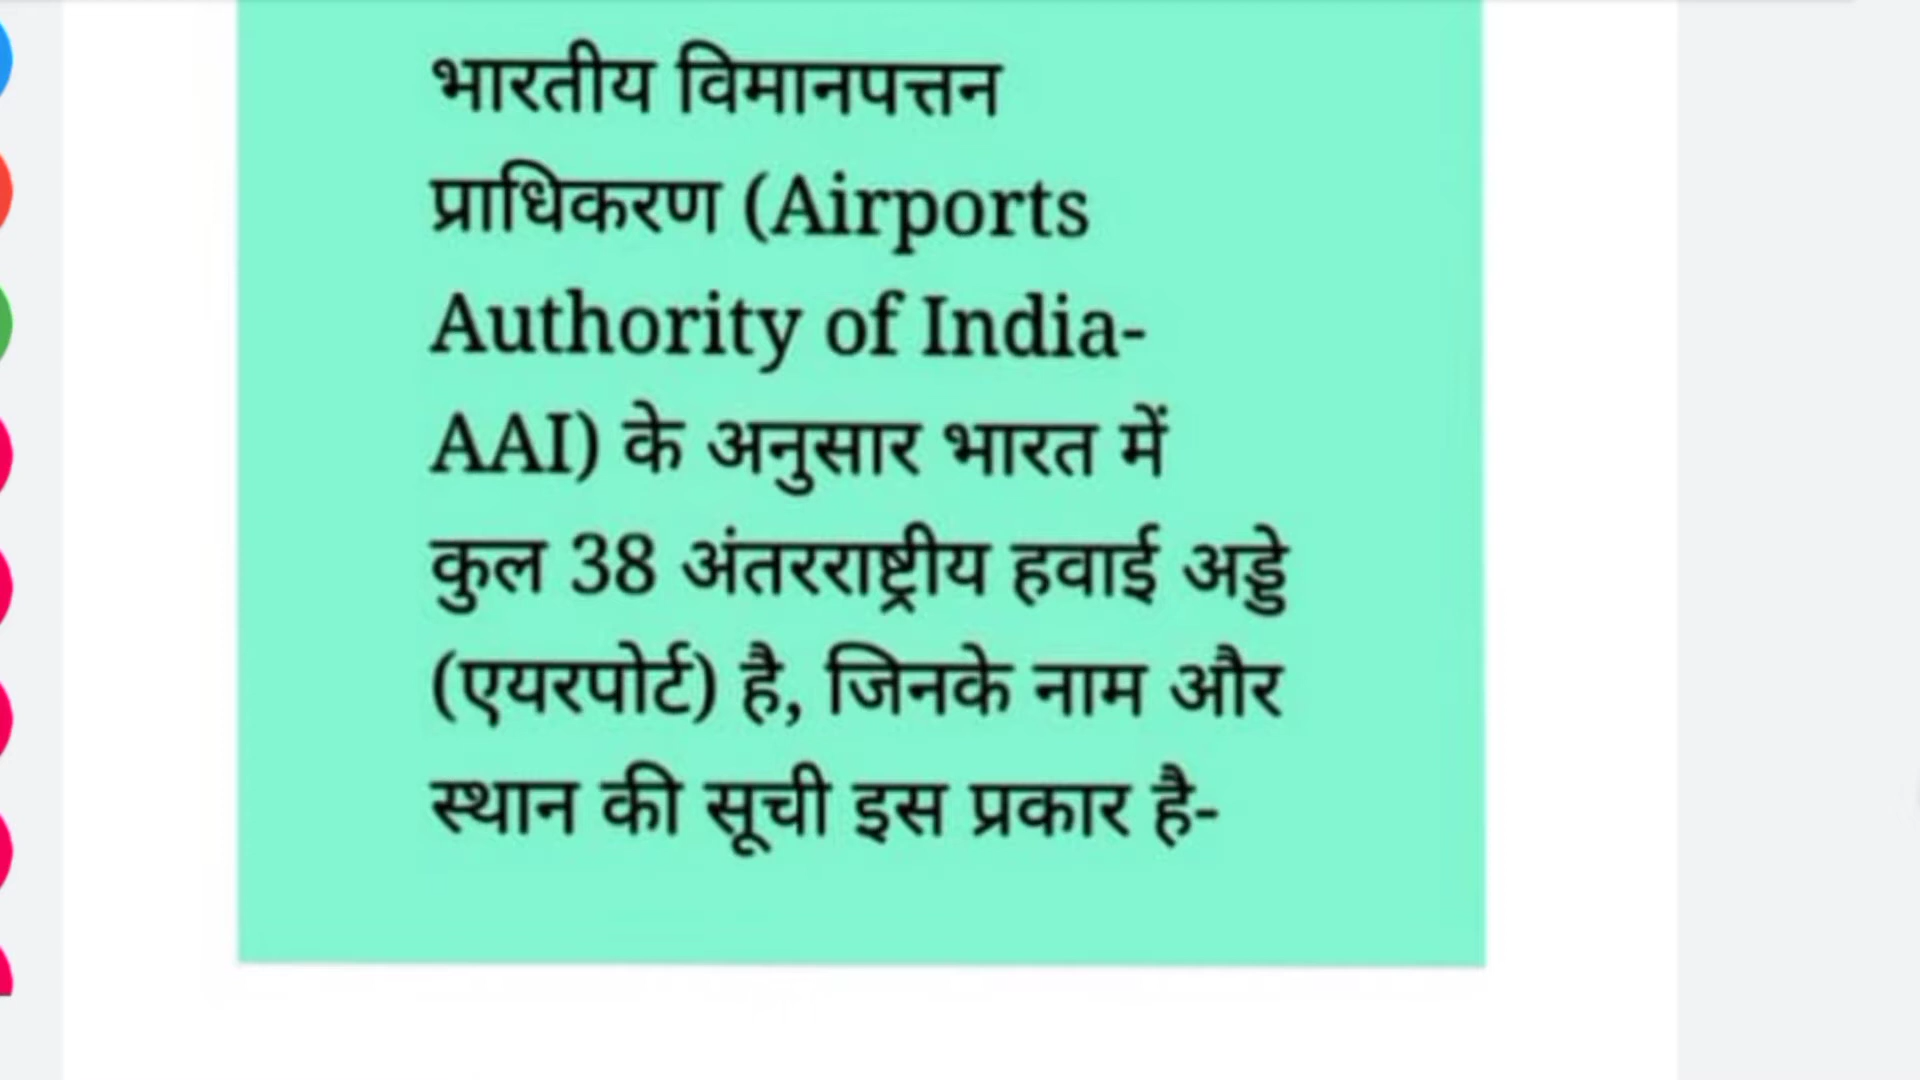 भारतीय विमानपत्तन
प्राधिकरण (Airports
Authority of India-
AAI) के अनुसार भारत में
कुल 38 अंतरराष्ट्रीय हवाई अड्डे
(एयरपोर्ट) है, जिनके नाम और
स्थान की सूची इस प्रकार है-